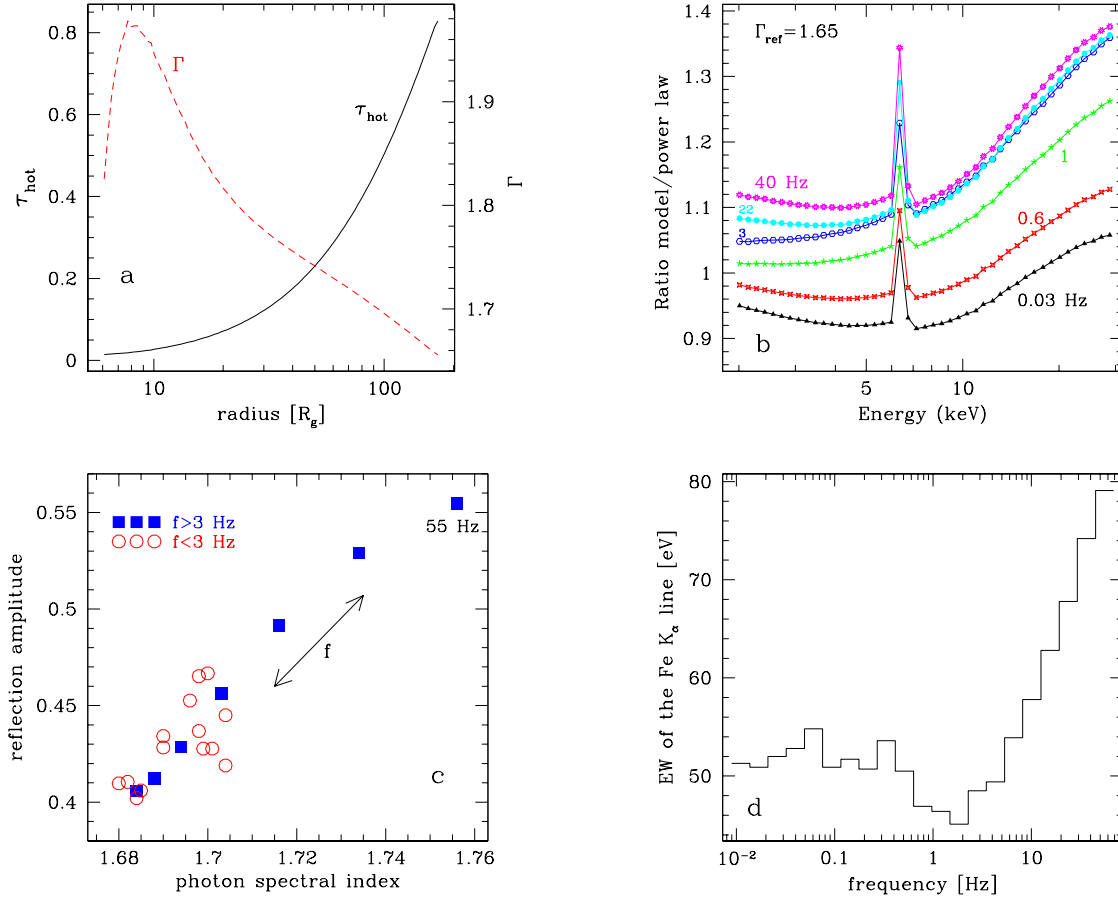 0.8
0.6
0.4
0.2
0
τhot
Γ
τhot
a
1.9
1.8
1.7
Γ
10
100
radius [Rg]
1.4
1.3
1.2
1.1
1
0.9
Ratio model/power law
Γref=1.65
40 Hz
22
3
1
0.6
0.03 Hz
b
5
10
Energy (keV)
0.55
0.5
0.45
0.4
reflection amplitude
f>3 Hz
f<3 Hz
55 Hz
f
c
1.68
1.7
1.72
1.74
1.76
photon spectral index
80
70
60
50
EW of the Fe Kα line [eV]
d
10⁻²
0.1
1
10
frequency [Hz]